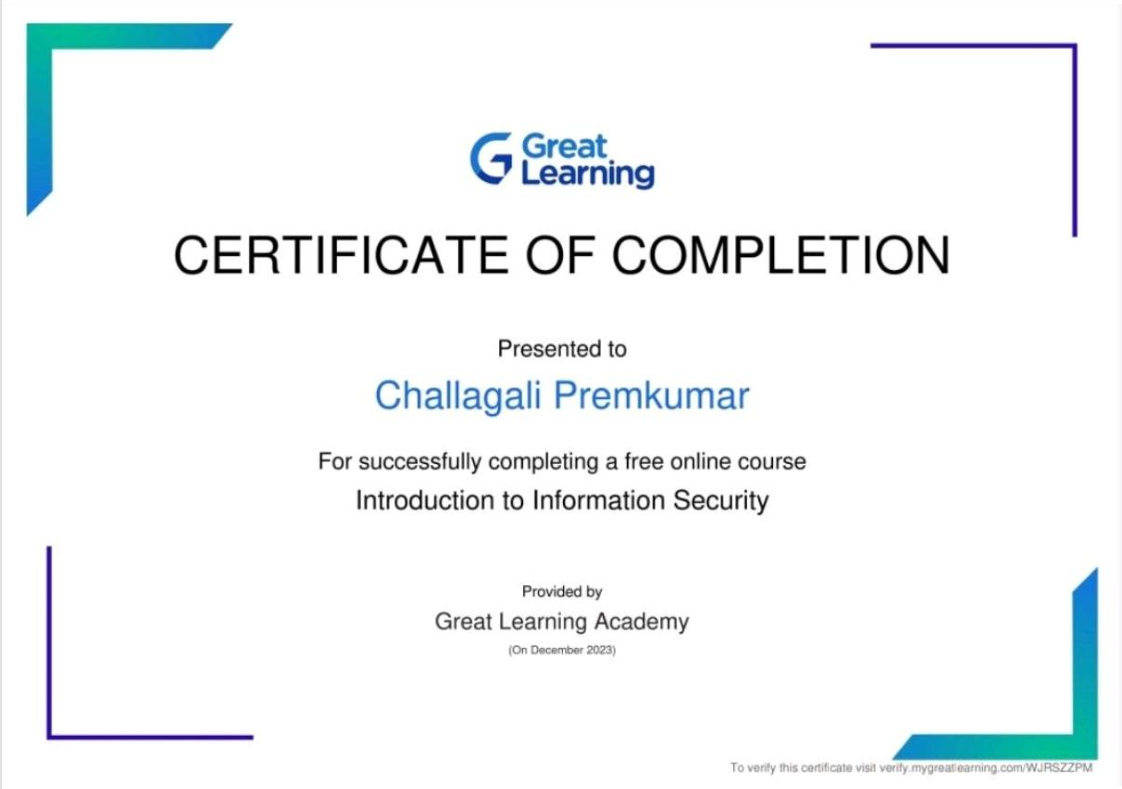 Great
Learning
CERTIFICATE OF COMPLETION
Presented to
Challagali Premkumar
For successfully completing a free online course
Introduction to Information Security
Provided by
Great Learning Academy
(On December 2023)
To verify this certificate visit verify.mygreatlearning.com/WJRSZZPM